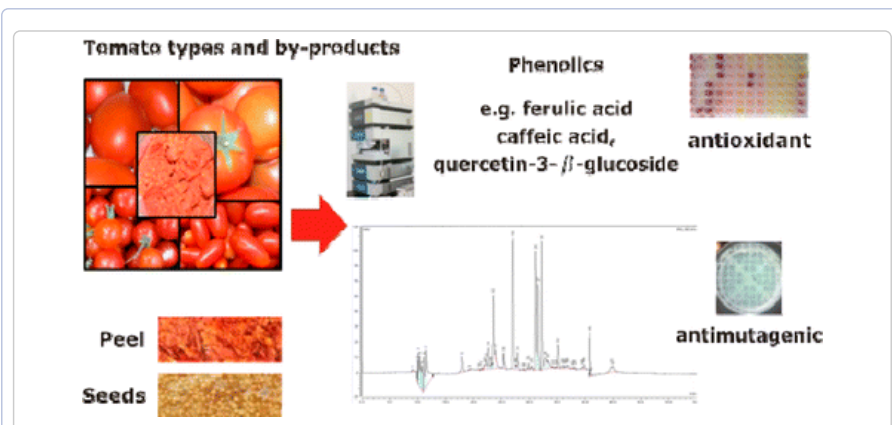 Tomato types and by-products
Phenolics
e.g. ferulic acid
caffeic acid,
quercetin-3-β-glucoside
antioxidant
antimutagenic
Peel
Seeds